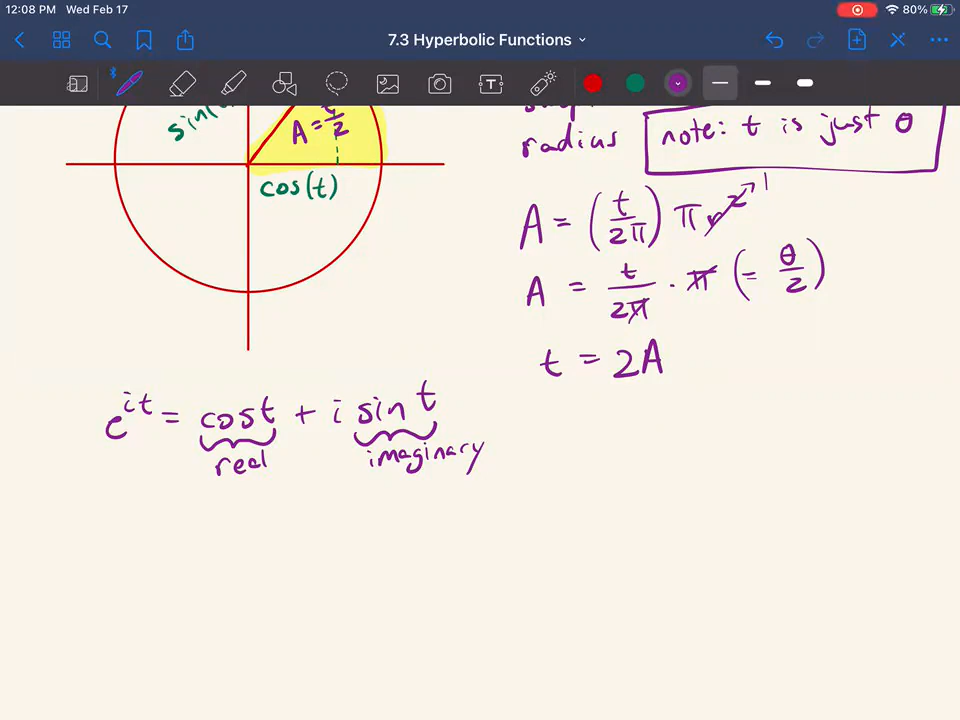 12:08 PM Wed Feb 17
80%
7.3 Hyperbolic Functions
A = t/2
cos(t)
radius
note: t is just θ
A = (t/2π) πr² 1
A = t/2π · π (= θ/2)
t = 2A
e^it = cost + i sin t
real
imaginary